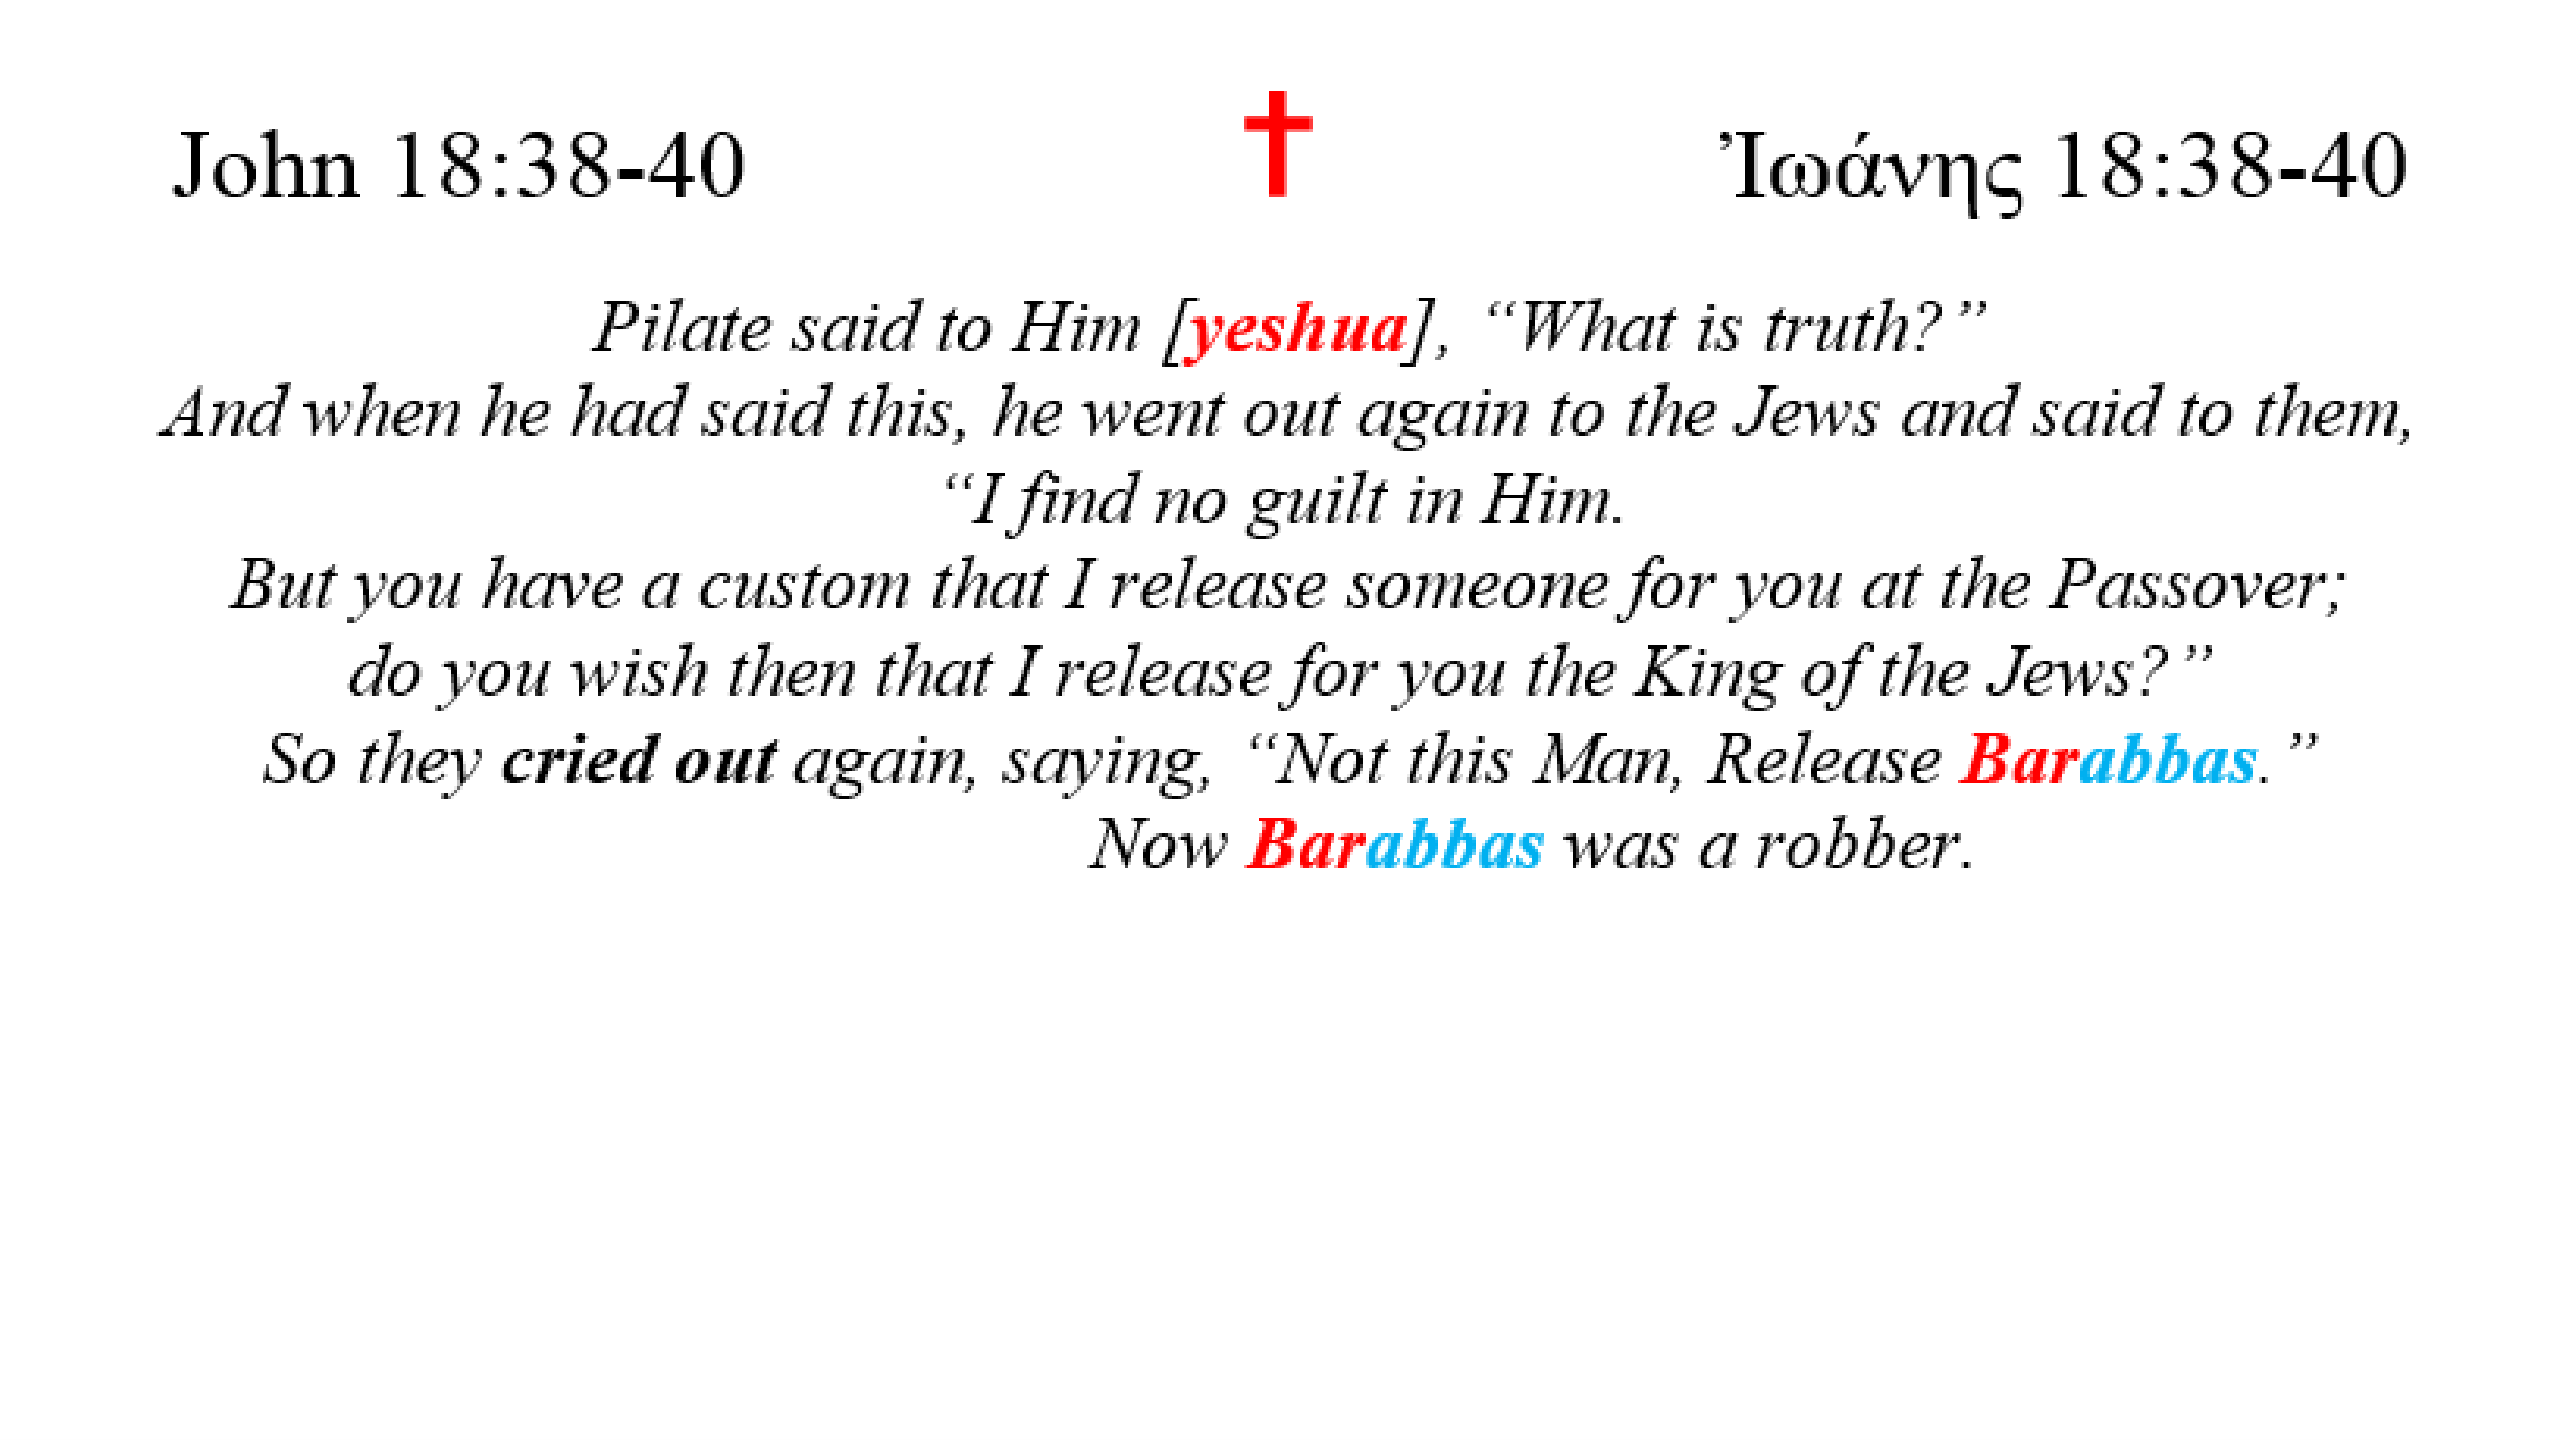 John 18:38-40 Ἰωάνης 18:38-40
Pilate said to Him [yeshua], “What is truth?”
And when he had said this, he went out again to the Jews and said to them,
“I find no guilt in Him.
But you have a custom that I release someone for you at the Passover;
do you wish then that I release for you the King of the Jews?”
So they cried out again, saying, “Not this Man, Release Barabbas.”
Now Barabbas was a robber.